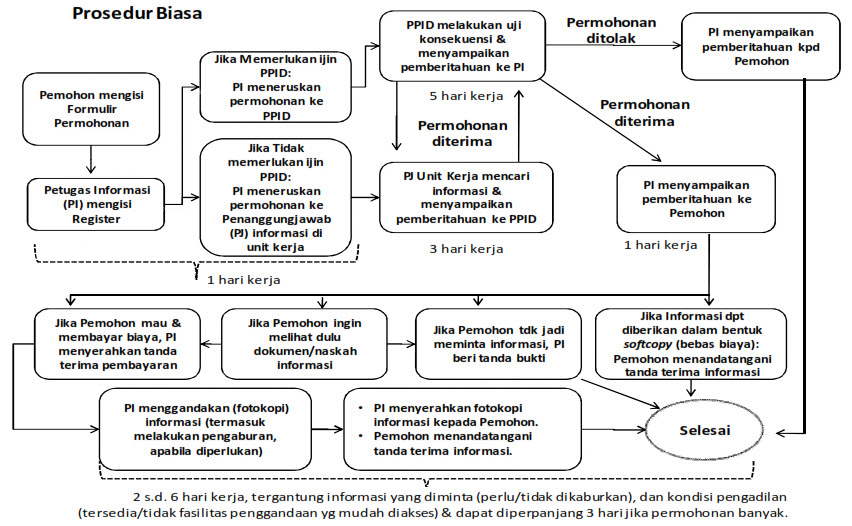 Prosedur Biasa
Pemohon mengisi
Formulir
Permohonan
Petugas Informasi
(PI) mengisi
Register
Jika Memerlukan ijin
PPID:
PI meneruskan
permohonan ke
PPID
Jika Tidak
memerlukan ijin
PPID:
PI meneruskan
permohonan ke
Penanggungjawab
(PJ) informasi di
unit kerja
1 hari kerja
PPID melakukan uji
konsekuensi &
menyampaikan
pemberitahuan ke PI
5 hari kerja
Permohonan
diterima
PJ Unit Kerja mencari
informasi &
menyampaikan
pemberitahuan ke PPID
3 hari kerja
Permohonan
ditolak
PI menyampaikan
pemberitahuan kpd
Pemohon
Permohonan
diterima
PI menyampaikan
pemberitahuan ke
Pemohon
1 hari kerja
Jika Pemohon mau &
membayar biaya, PI
menyerahkan tanda
terima pembayaran
Jika Pemohon ingin
melihat dulu
dokumen/naskah
informasi
Jika Pemohon tdk jadi
meminta informasi, PI
beri tanda bukti
Jika Informasi dpt
diberikan dalam bentuk
softcopy (bebas biaya):
Pemohon menandatangani
tanda terima informasi
PI menggandakan (fotokopi)
informasi (termasuk
melakukan pengaburan,
apabila diperlukan)
• PI menyerahkan fotokopi
informasi kepada Pemohon.
• Pemohon menandatangani
tanda terima informasi.
Selesai
2 s.d. 6 hari kerja, tergantung informasi yang diminta (perlu/tidak dikaburkan), dan kondisi pengadilan
(tersedia/tidak fasilitas penggandaan yg mudah diakses) & dapat diperpanjang 3 hari jika permohonan banyak.